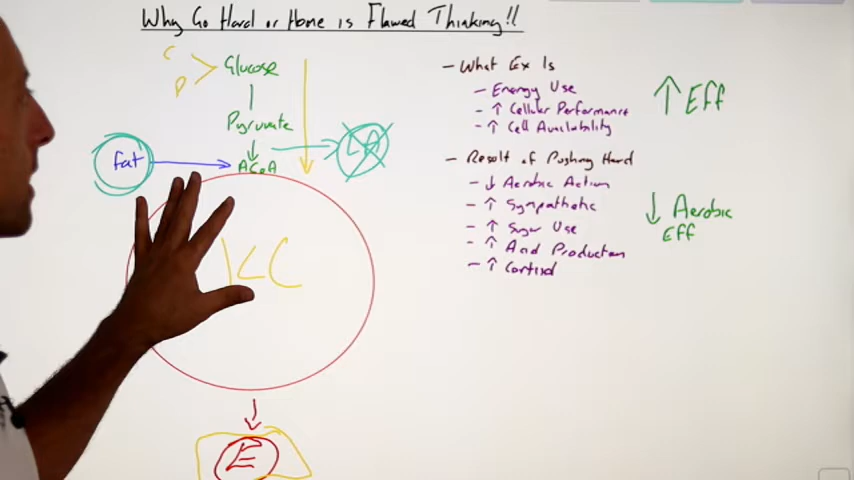 Why Go Hard or Home is Flawed Thinking!!
C
P
Glucose
Pyruvate
LA
fat
ACoA
KC
E
- What Ex Is
- Energy Use
- ↑ Cellular Performance
- ↑ Cell Availability
↑ Eff
- Result of Pushing Hard
- ↓ Aerobic Action
- ↑ Sympathetic
- ↑ Sugar Use
- ↑ Acid Production
- ↑ Cortisol
↓ Aerobic
Eff